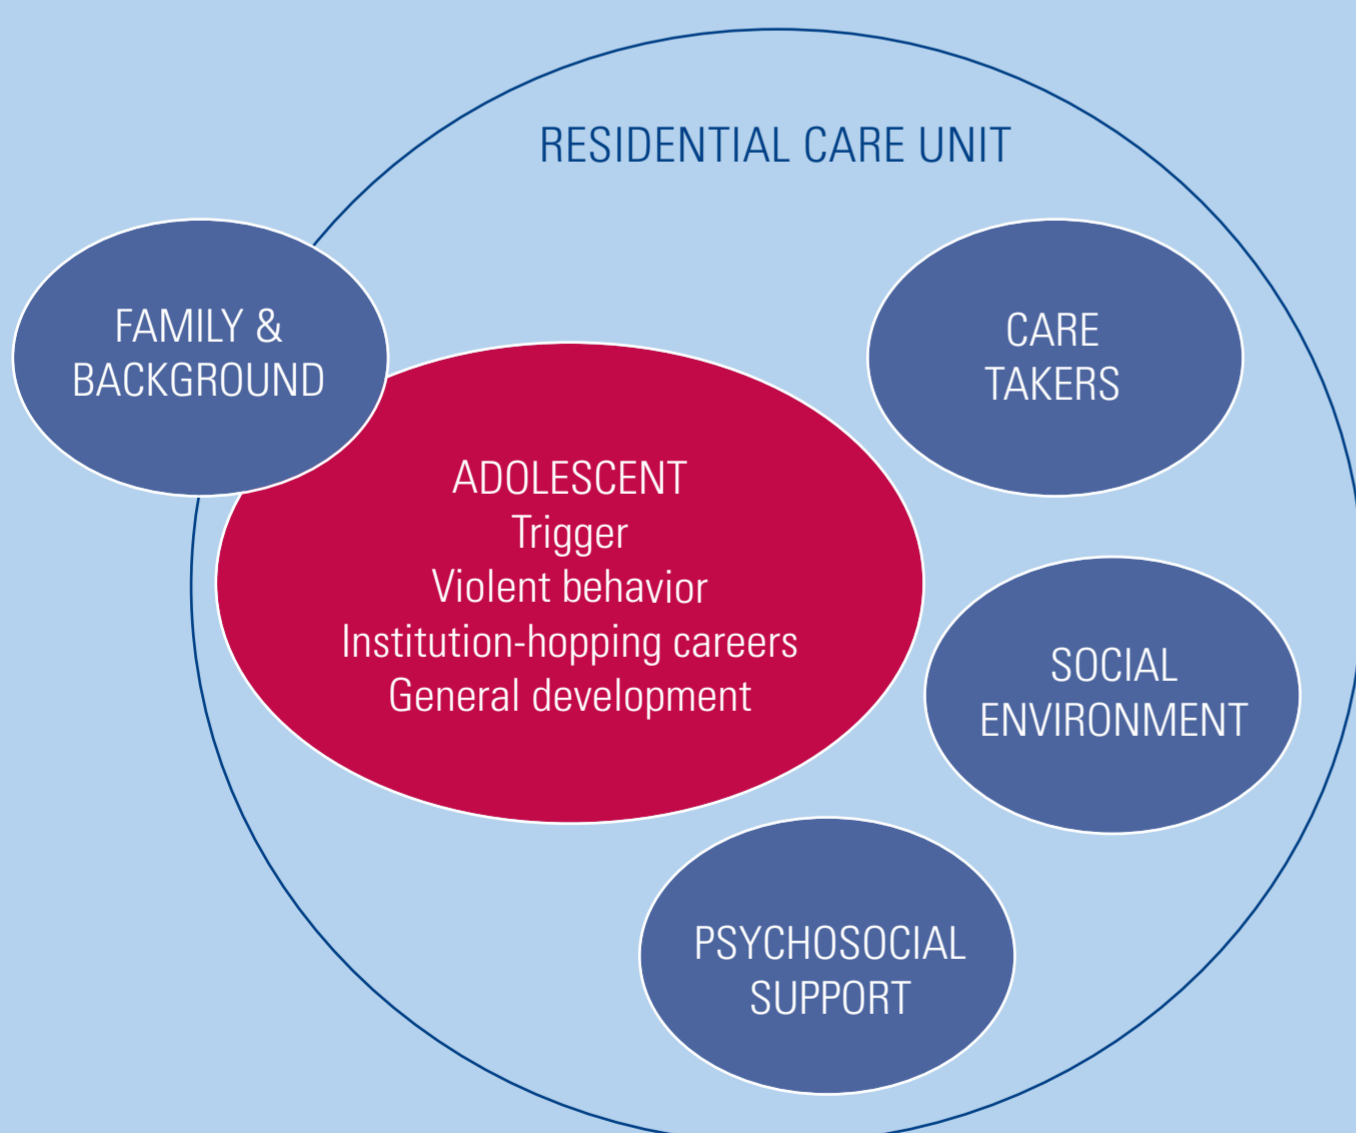 RESIDENTIAL CARE UNIT
FAMILY &
BACKGROUND
CARE
TAKERS
ADOLESCENT
Trigger
Violent behavior
Institution-hopping careers
General development
SOCIAL
ENVIRONMENT
PSYCHOSOCIAL
SUPPORT